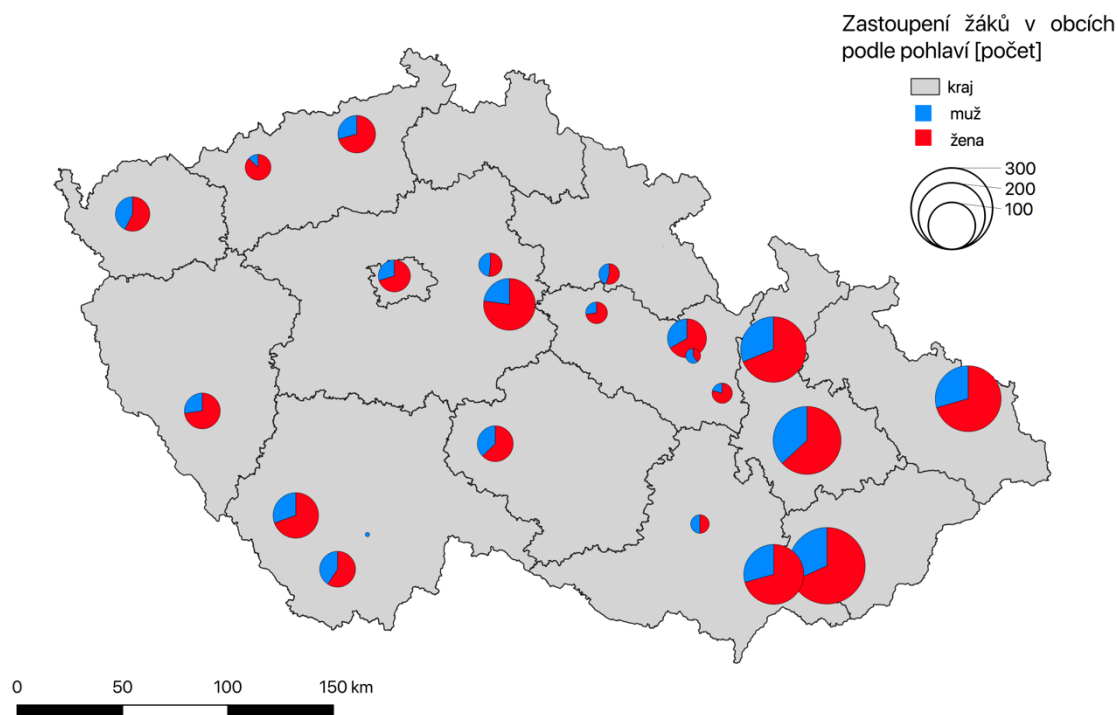 Zastoupení žáků v obcích
podle pohlaví [počet]
kraj
muž
žena
300
200
100
0 50 100 150 km